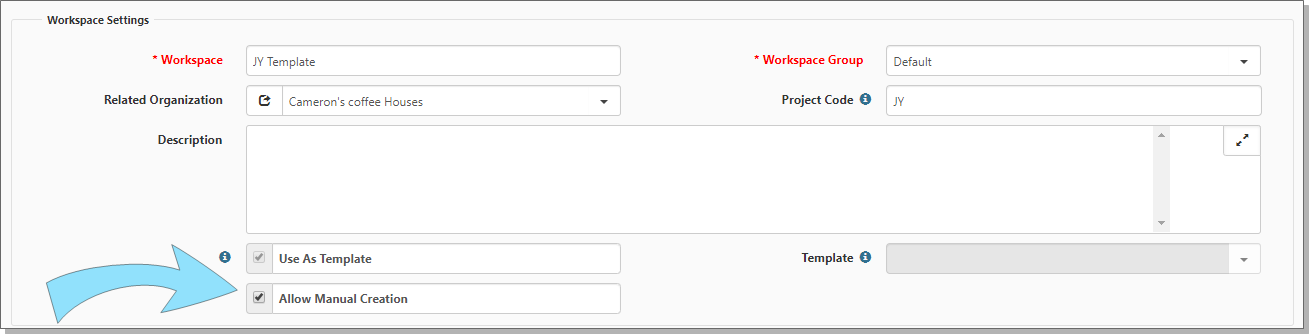 Workspace Settings
* Workspace JY Template * Workspace Group Default
Related Organization Cameron's coffee Houses Project Code JY
Description
Use As Template Template
Allow Manual Creation